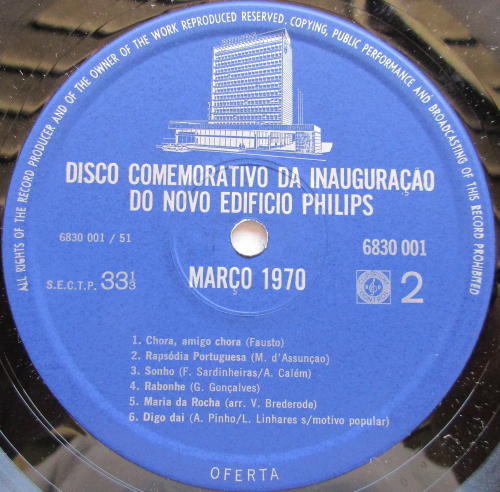 ALL RIGHTS OF THE RECORD PRODUCER AND OF THE OWNER OF THE WORK REPRODUCED RESERVED, COPYING, PUBLIC PERFORMANCE AND BROADCASTING OF THIS RECORD PROHIBITED
DISCO COMEMORATIVO DA INAUGURAÇÃO
DO NOVO EDIFICIO PHILIPS
6830 001 / 51
6830 001
S.E.C.T.P. 33⅓
MARÇO 1970
2
1. Chora, amigo chora (Fausto)
2. Rapsódia Portuguesa (M. d'Assunçao)
3. Sonho (F. Sardinheiras/A. Calém)
4. Rabonhe (G. Gonçalves)
5. Maria da Rocha (arr. V. Brederode)
6. Digo dai (A. Pinho/L. Linhares s/motivo popular)
OFERTA